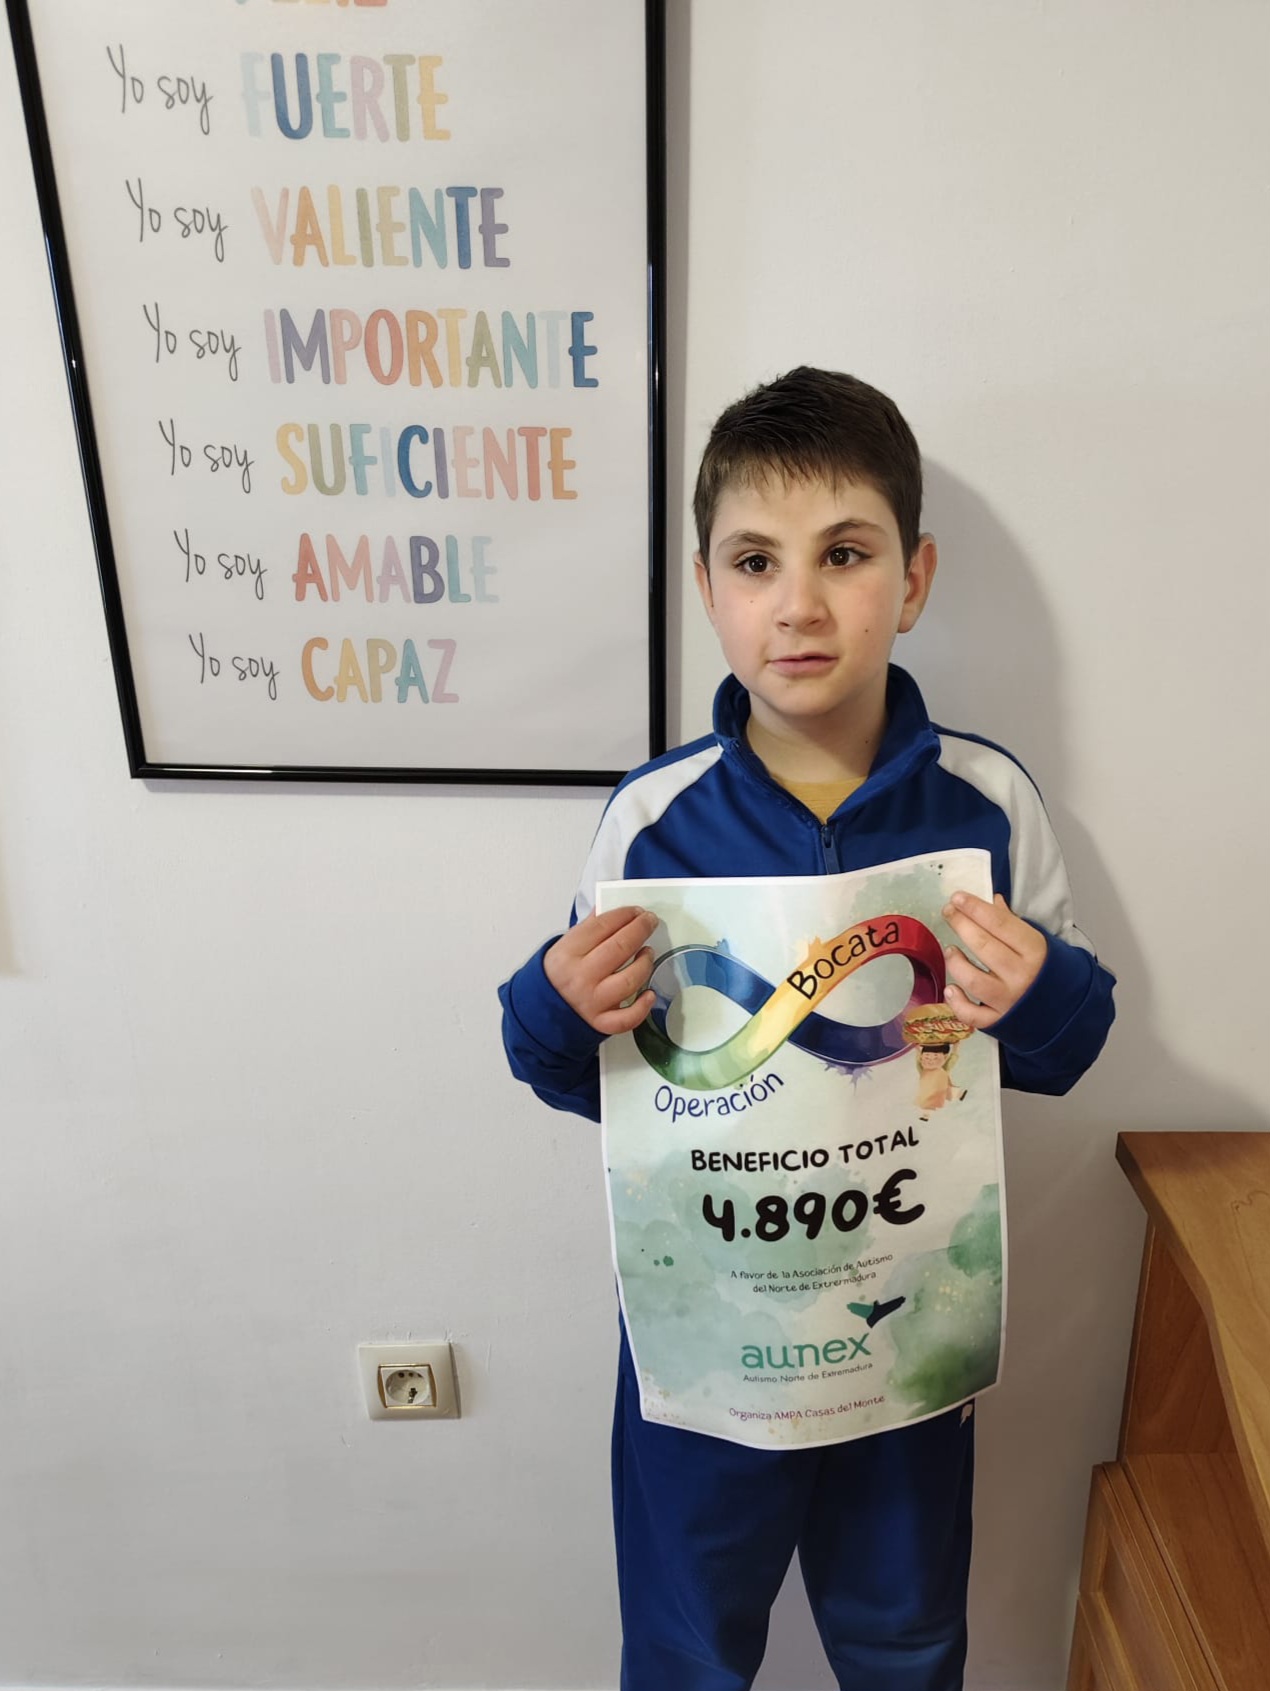 Yo soy FUERTE
Yo soy VALIENTE
Yo soy IMPORTANTE
Yo soy SUFICIENTE
Yo soy AMABLE
Yo soy CAPAZ
Bocata
Operación
BENEFICIO TOTAL
4.890€
A favor de la Asociación de Autismo
del Norte de Extremadura
aunex
Autismo Norte de Extremadura
Organiza AMPA Casas del Monte